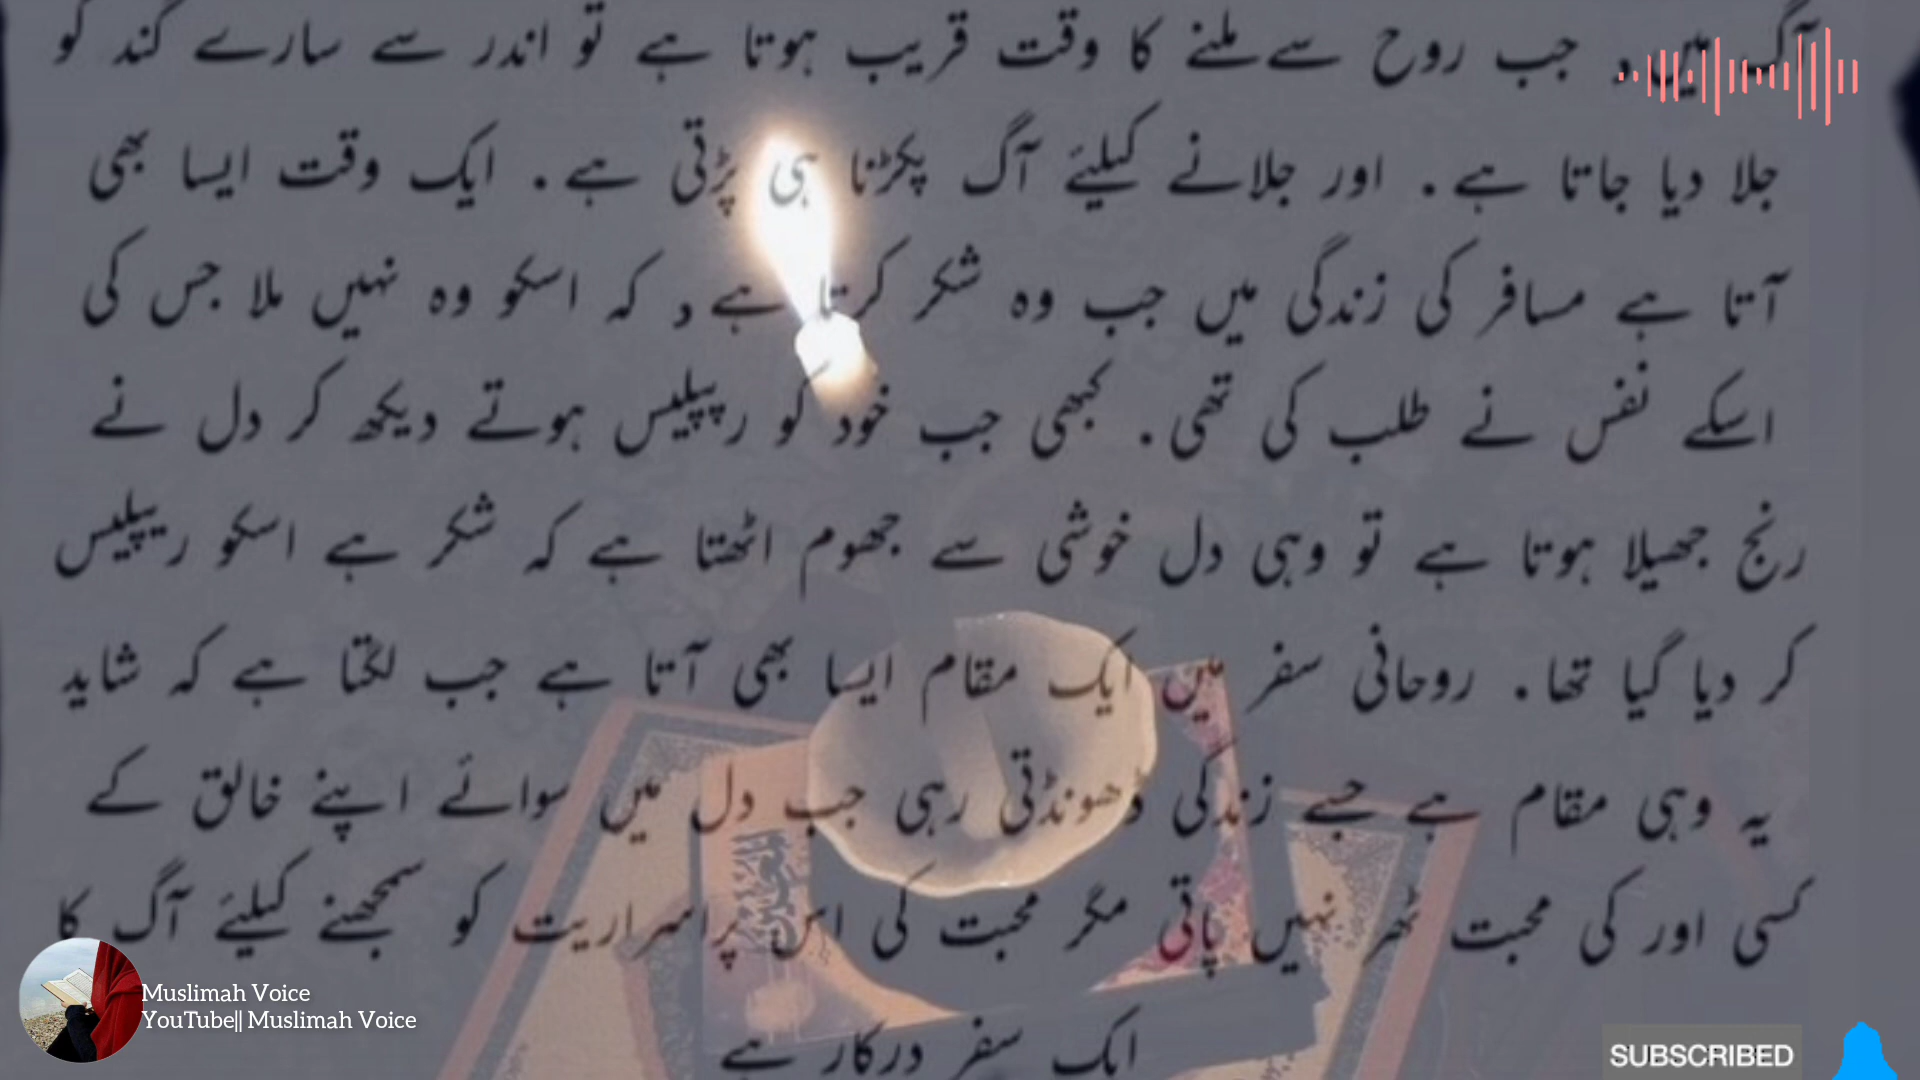 آگ میں، جب روح سے ملنے کا وقت قریب ہوتا ہے تو اندر سے سارے گند کو
جلا دیا جاتا ہے. اور جلانے کیلئے آگ پکڑنا ہی پڑتی ہے. ایک وقت ایسا بھی
آتا ہے مسافر کی زندگی میں جب وہ شکر کرتا ہے، کہ اسکو وہ نہیں ملا جس کی
اسکے نفس نے طلب کی تھی. کبھی جب خود کو ریپلیس ہوتے دیکھ کر دل نے
رنج جھیلا ہوتا ہے تو وہی دل خوشی سے جھوم اٹھتا ہے کہ شکر ہے اسکو ریپلیس
کر دیا گیا تھا. روحانی سفر میں ایک مقام ایسا بھی آتا ہے جب لگتا ہے کہ شاید
یہ وہی مقام ہے جسے زندگی ڈھونڈتی رہی جب دل میں سوائے اپنے خالق کے
کسی اور کی محبت ٹھر نہیں پاتی مگر محبت کی اس پراسراریت کو سمجھنے کیلئے آگ کا
ایک سفر درکار ہے
Muslimah Voice
YouTube|| Muslimah Voice
SUBSCRIBED